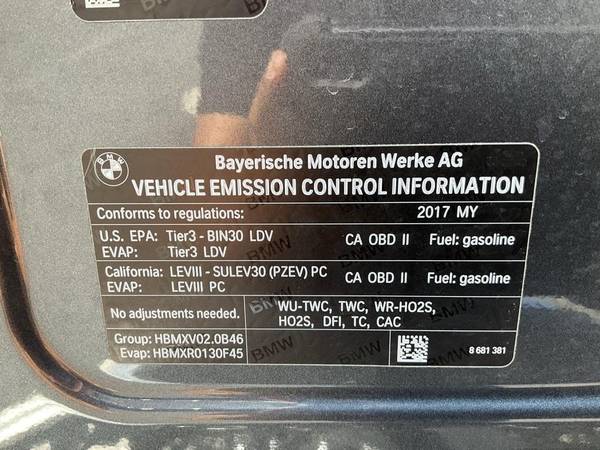 BMW
Bayerische Motoren Werke AG
VEHICLE EMISSION CONTROL INFORMATION
Conforms to regulations: 2017 MY
U.S. EPA: Tier3 - BIN30 LDV CA OBD II Fuel: gasoline
EVAP: Tier3 LDV
California: LEVIII - SULEV30 (PZEV) PC CA OBD II Fuel: gasoline
EVAP: LEVIII PC
No adjustments needed. WU-TWC, TWC, WR-HO2S,
HO2S, DFI, TC, CAC
Group: HBMXV02.0B46
Evap: HBMXR0130F45 8 681 381